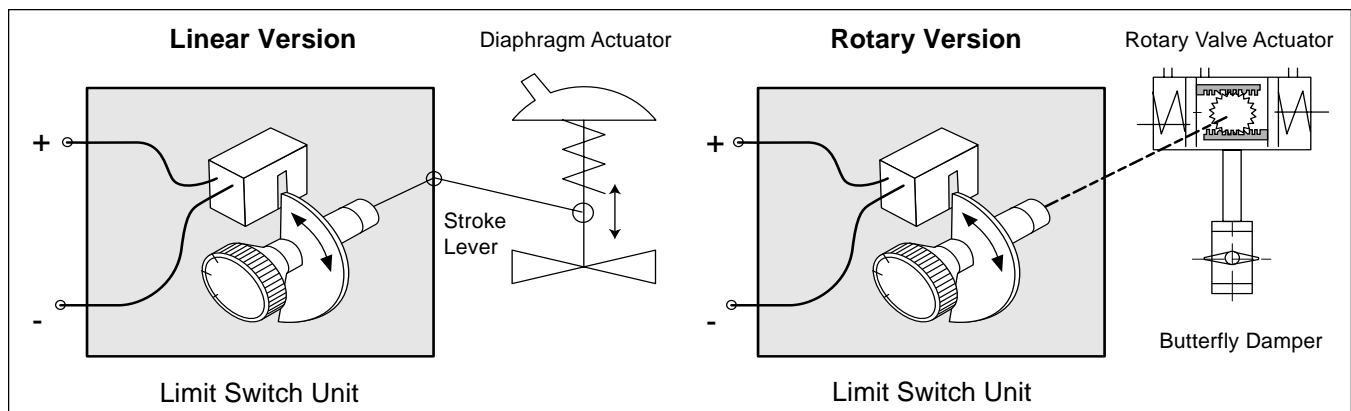 Linear Version
Diaphragm Actuator
+
-
Stroke
Lever
Limit Switch Unit
Rotary Version
Rotary Valve Actuator
+
-
Butterfly Damper
Limit Switch Unit